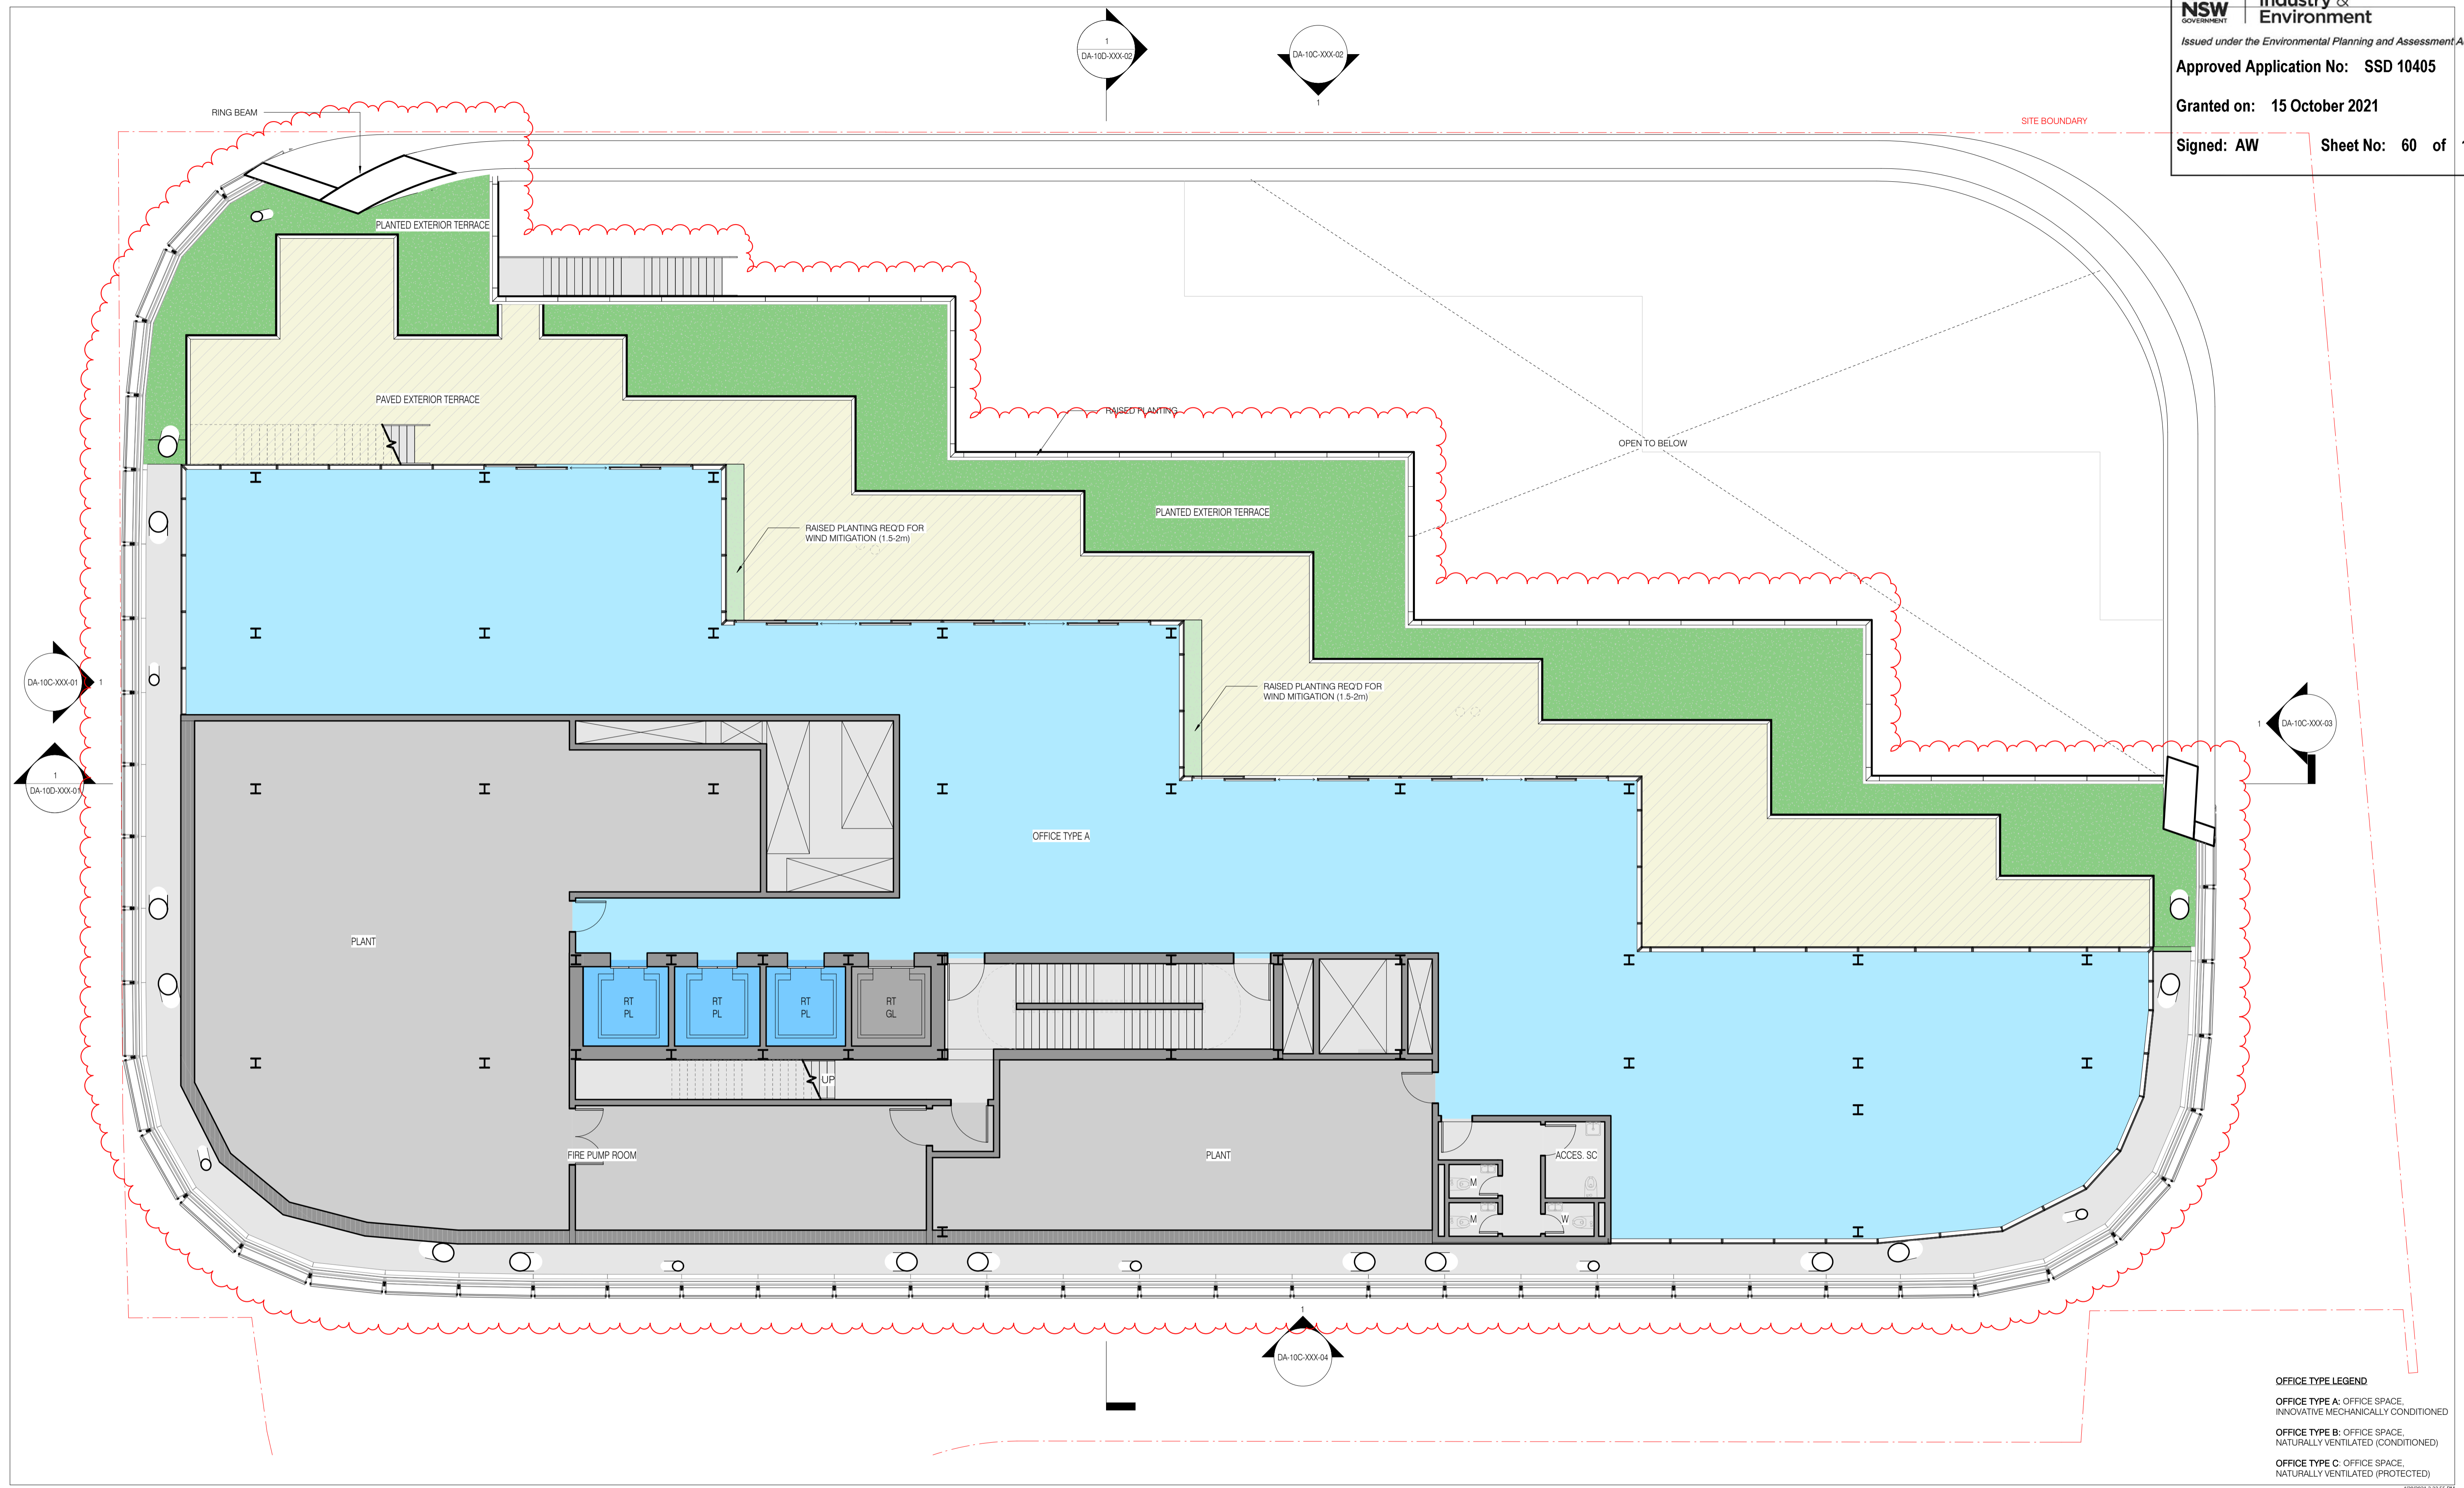 NSW
GOVERNMENT
Industry &
Environment
Issued under the Environmental Planning and Assessment
Approved Application No: SSD 10405
Granted on: 15 October 2021
Signed: AW Sheet No: 60 of
1
DA-10D-XXX-02
DA-10C-XXX-02
1
RING BEAM
SITE BOUNDARY
PLANTED EXTERIOR TERRACE
PAVED EXTERIOR TERRACE
RAISED PLANTING
OPEN TO BELOW
PLANTED EXTERIOR TERRACE
RAISED PLANTING REQ'D FOR
WIND MITIGATION (1.5-2m)
RAISED PLANTING REQ'D FOR
WIND MITIGATION (1.5-2m)
DA-10C-XXX-01
1
1
DA-10C-XXX-03
1
DA-10D-XXX-01
OFFICE TYPE A
PLANT
RT
PL
RT
PL
RT
PL
RT
GL
UP
FIRE PUMP ROOM
PLANT
ACCES. SC
M
M
W
1
DA-10C-XXX-04
OFFICE TYPE LEGEND
OFFICE TYPE A: OFFICE SPACE,
INNOVATIVE MECHANICALLY CONDITIONED
OFFICE TYPE B: OFFICE SPACE,
NATURALLY VENTILATED (CONDITIONED)
OFFICE TYPE C: OFFICE SPACE,
NATURALLY VENTILATED (PROTECTED)